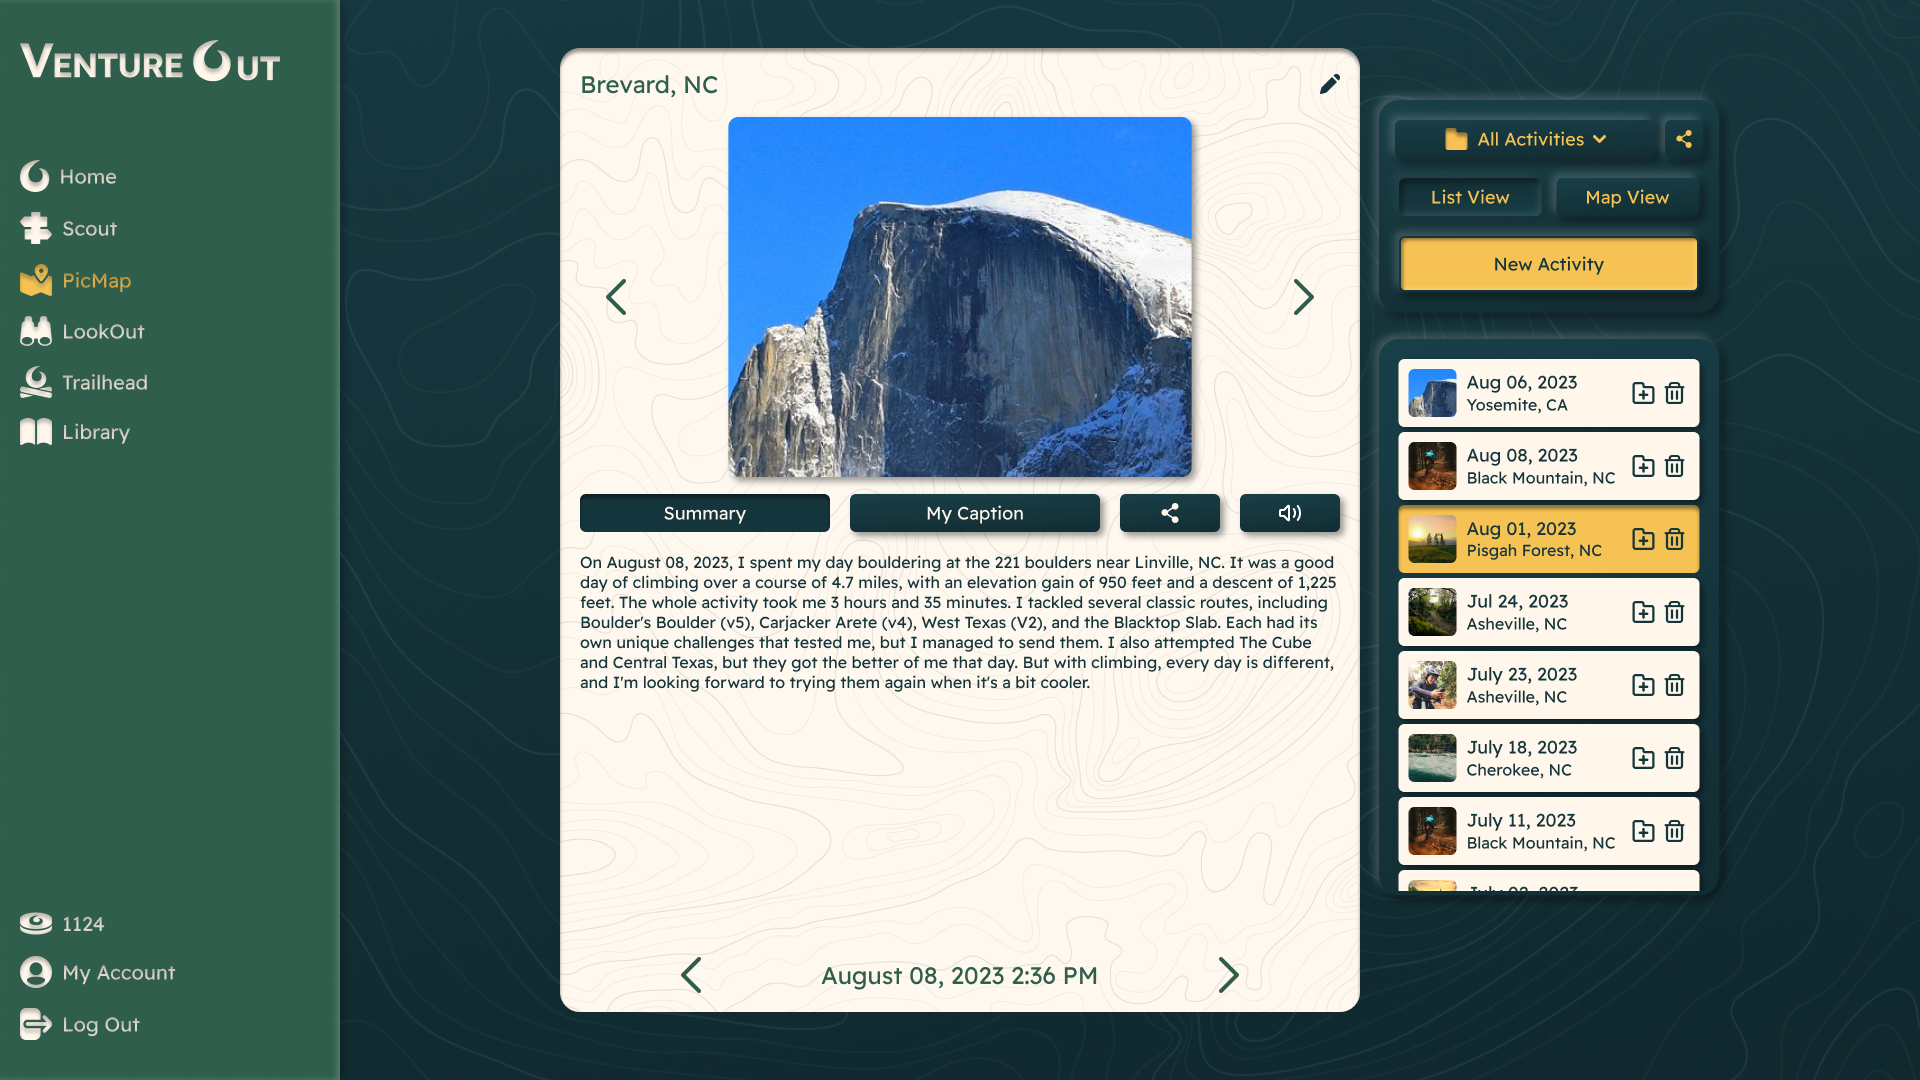 VENTURE OUT
Home
Scout
PicMap
LookOut
Trailhead
Library
1124
My Account
Log Out
Brevard, NC
Summary
My Caption
On August 08, 2023, I spent my day bouldering at the 221 boulders near Linville, NC. It was a good
day of climbing over a course of 4.7 miles, with an elevation gain of 950 feet and a descent of 1,225
feet. The whole activity took me 3 hours and 35 minutes. I tackled several classic routes, including
Boulder's Boulder (v5), Carjacker Arete (v4), West Texas (V2), and the Blacktop Slab. Each had its
own unique challenges that tested me, but I managed to send them. I also attempted The Cube
and Central Texas, but they got the better of me that day. But with climbing, every day is different,
and I'm looking forward to trying them again when it's a bit cooler.
August 08, 2023 2:36 PM
All Activities
List View
Map View
New Activity
Aug 06, 2023
Yosemite, CA
Aug 08, 2023
Black Mountain, NC
Aug 01, 2023
Pisgah Forest, NC
Jul 24, 2023
Asheville, NC
July 23, 2023
Asheville, NC
July 18, 2023
Cherokee, NC
July 11, 2023
Black Mountain, NC